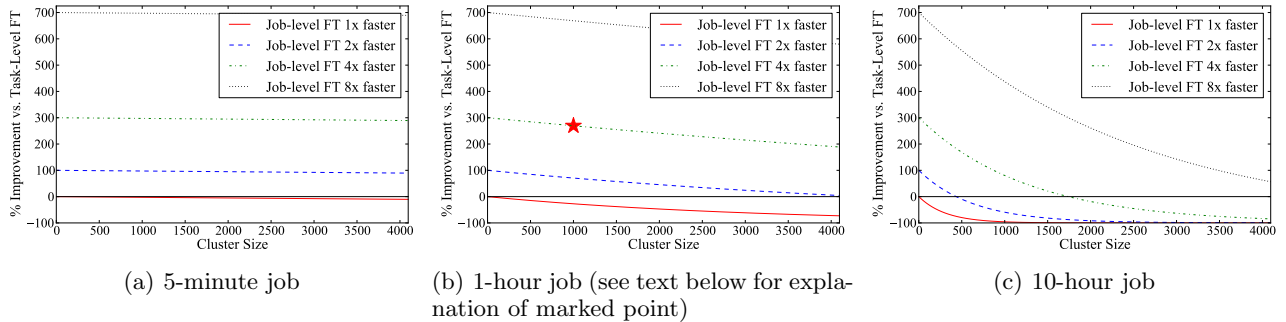 % Improvement vs. Task-Level FT
700
600
500
400
300
200
100
0
−100
0 500 1000 1500 2000 2500 3000 3500 4000
Cluster Size
Job-level FT 1x faster
Job-level FT 2x faster
Job-level FT 4x faster
Job-level FT 8x faster
(a) 5-minute job
% Improvement vs. Task-Level FT
700
600
500
400
300
200
100
0
−100
0 500 1000 1500 2000 2500 3000 3500 4000
Cluster Size
Job-level FT 1x faster
Job-level FT 2x faster
Job-level FT 4x faster
Job-level FT 8x faster
(b) 1-hour job (see text below for expla-
nation of marked point)
% Improvement vs. Task-Level FT
700
600
500
400
300
200
100
0
−100
0 500 1000 1500 2000 2500 3000 3500 4000
Cluster Size
Job-level FT 1x faster
Job-level FT 2x faster
Job-level FT 4x faster
Job-level FT 8x faster
(c) 10-hour job